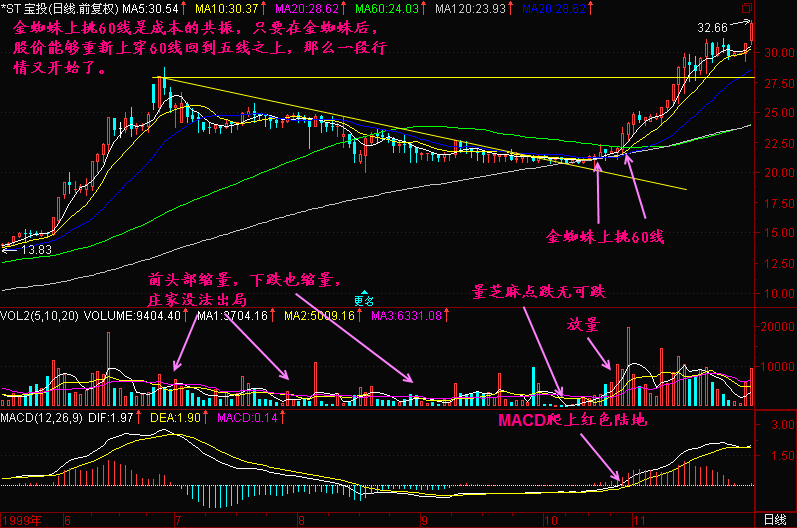 *ST 宝投(日线.前复权) MA5:30.54↑ MA10:30.37↑ MA20:28.62↑ MA60:24.03↑ MA120:23.93↑ MA20:28.62↑
金蜘蛛上挑60线是成本的共振，只要在金蜘蛛后，
股价能够重新上穿60线回到五线之上，那么一段行
情又开始了。
32.66
30.00
27.50
25.00
22.50
20.00
17.50
15.00
12.50
10.00
13.83
金蜘蛛上挑60线
前头部缩量，下跌也缩量，
庄家没法出局
更名
量芝麻点跌无可跌
放量
VOL2(5,10,20) VOLUME:9404.40↑ MA1:3704.16↑ MA2:5009.16↑ MA3:6331.08↑
20000
10000
MACD(12,26,9) DIF:1.97↑ DEA:1.90↑ MACD:0.14↑
MACD爬上红色陆地
3.00
1.50
1999年 6 7 8 9 10 11 日线